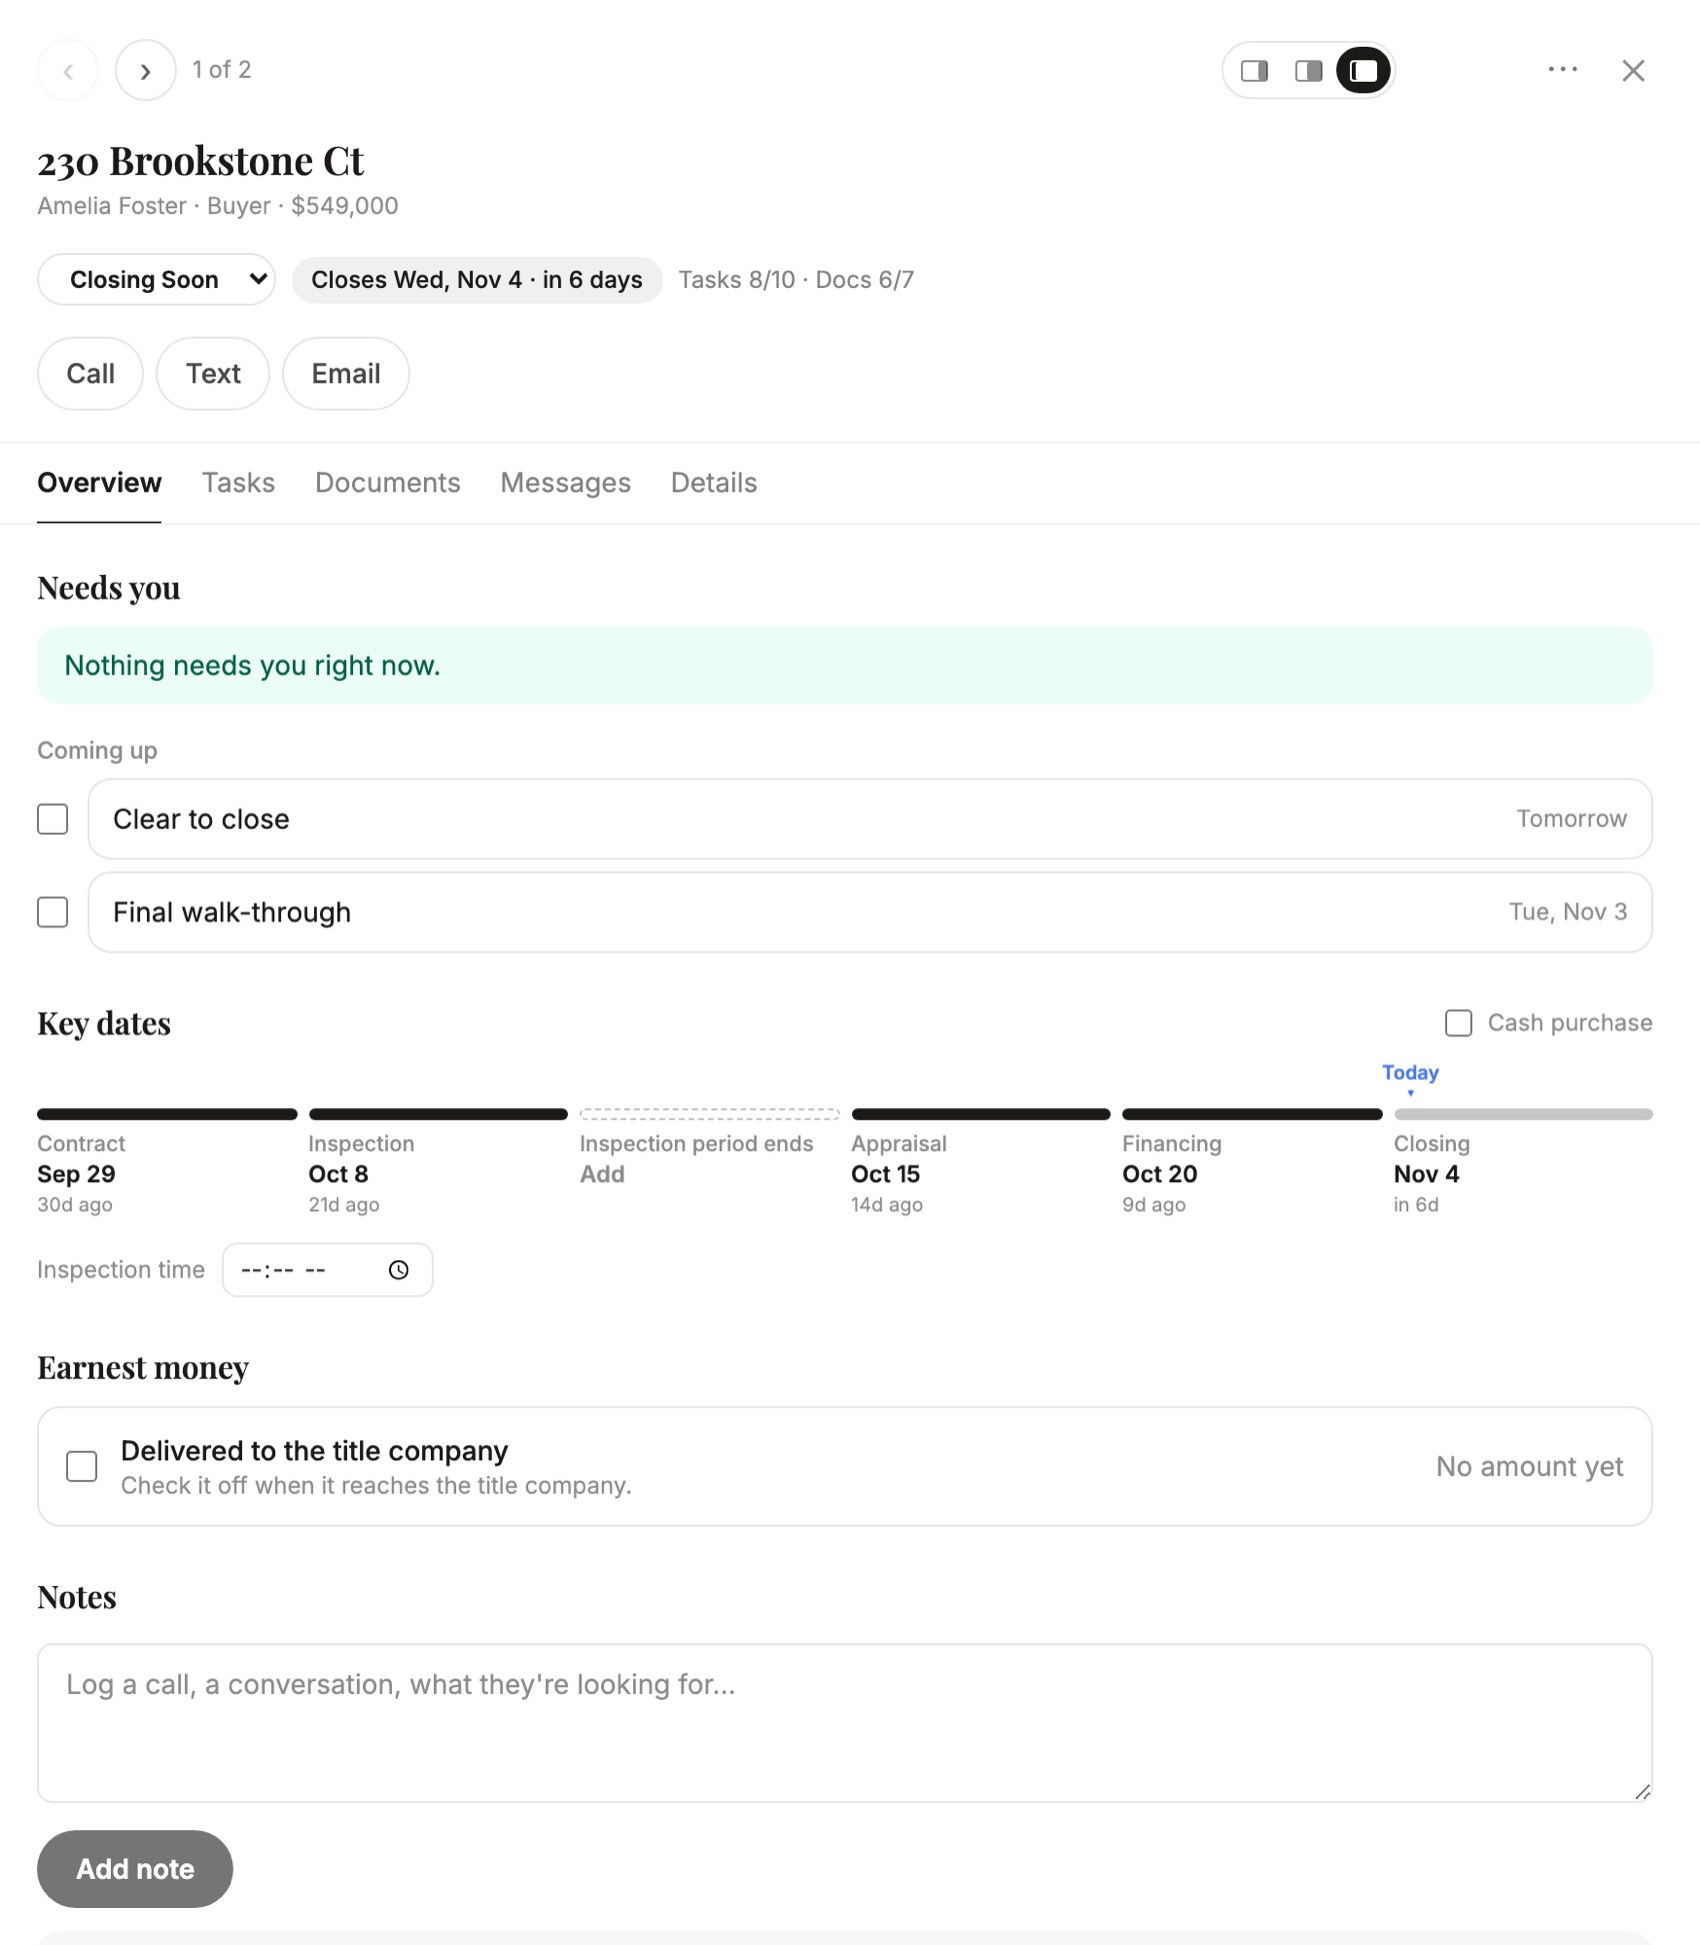 1 of 2
230 Brookstone Ct
Amelia Foster · Buyer · $549,000
Closing Soon
Closes Wed, Nov 4 · in 6 days
Tasks 8/10 · Docs 6/7
Call
Text
Email
Overview
Tasks
Documents
Messages
Details
Needs you
Nothing needs you right now.
Coming up
Clear to close
Tomorrow
Final walk-through
Tue, Nov 3
Key dates
Cash purchase
Today
Contract
Sep 29
30d ago
Inspection
Oct 8
21d ago
Inspection period ends
Add
Appraisal
Oct 15
14d ago
Financing
Oct 20
9d ago
Closing
Nov 4
in 6d
Inspection time
--:-- --
Earnest money
Delivered to the title company
Check it off when it reaches the title company.
No amount yet
Notes
Log a call, a conversation, what they're looking for...
Add note